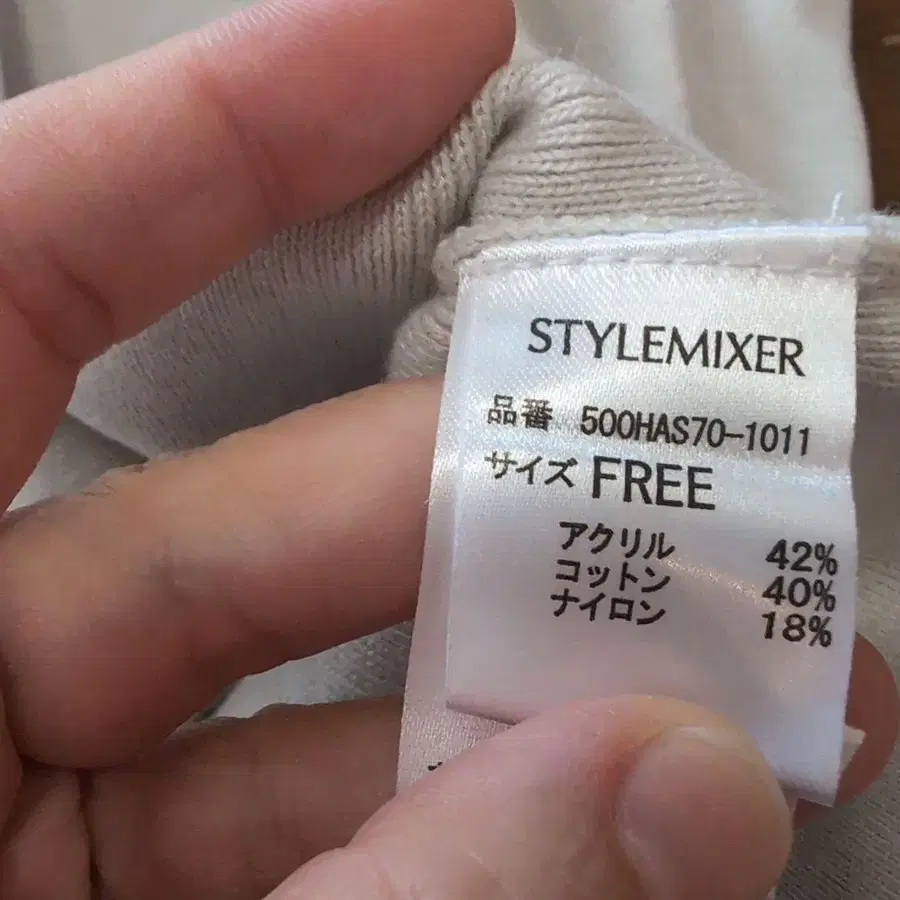 STYLEMIXER
品番 500HAS70-1011
サイズ FREE
アクリル 42%
コットン 40%
ナイロン 18%